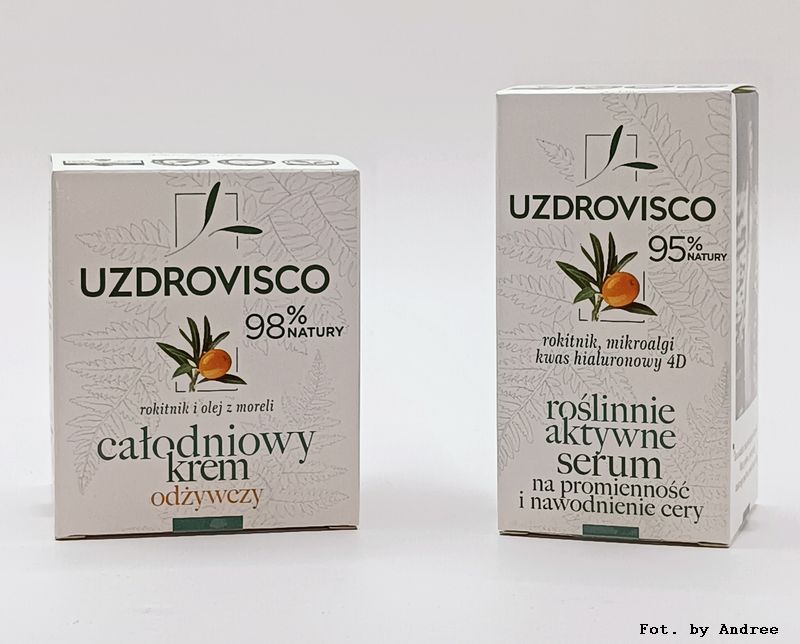 UZDROVISCO
98%
NATURY
rokitnik i olej z moreli
całodniowy
krem
odżywczy
UZDROVISCO
95%
NATURY
rokitnik, mikroalgi
kwas hialuronowy 4D
roślinnie
aktywne
serum
na promienność
i nawodnienie cery
Fot. by Andree